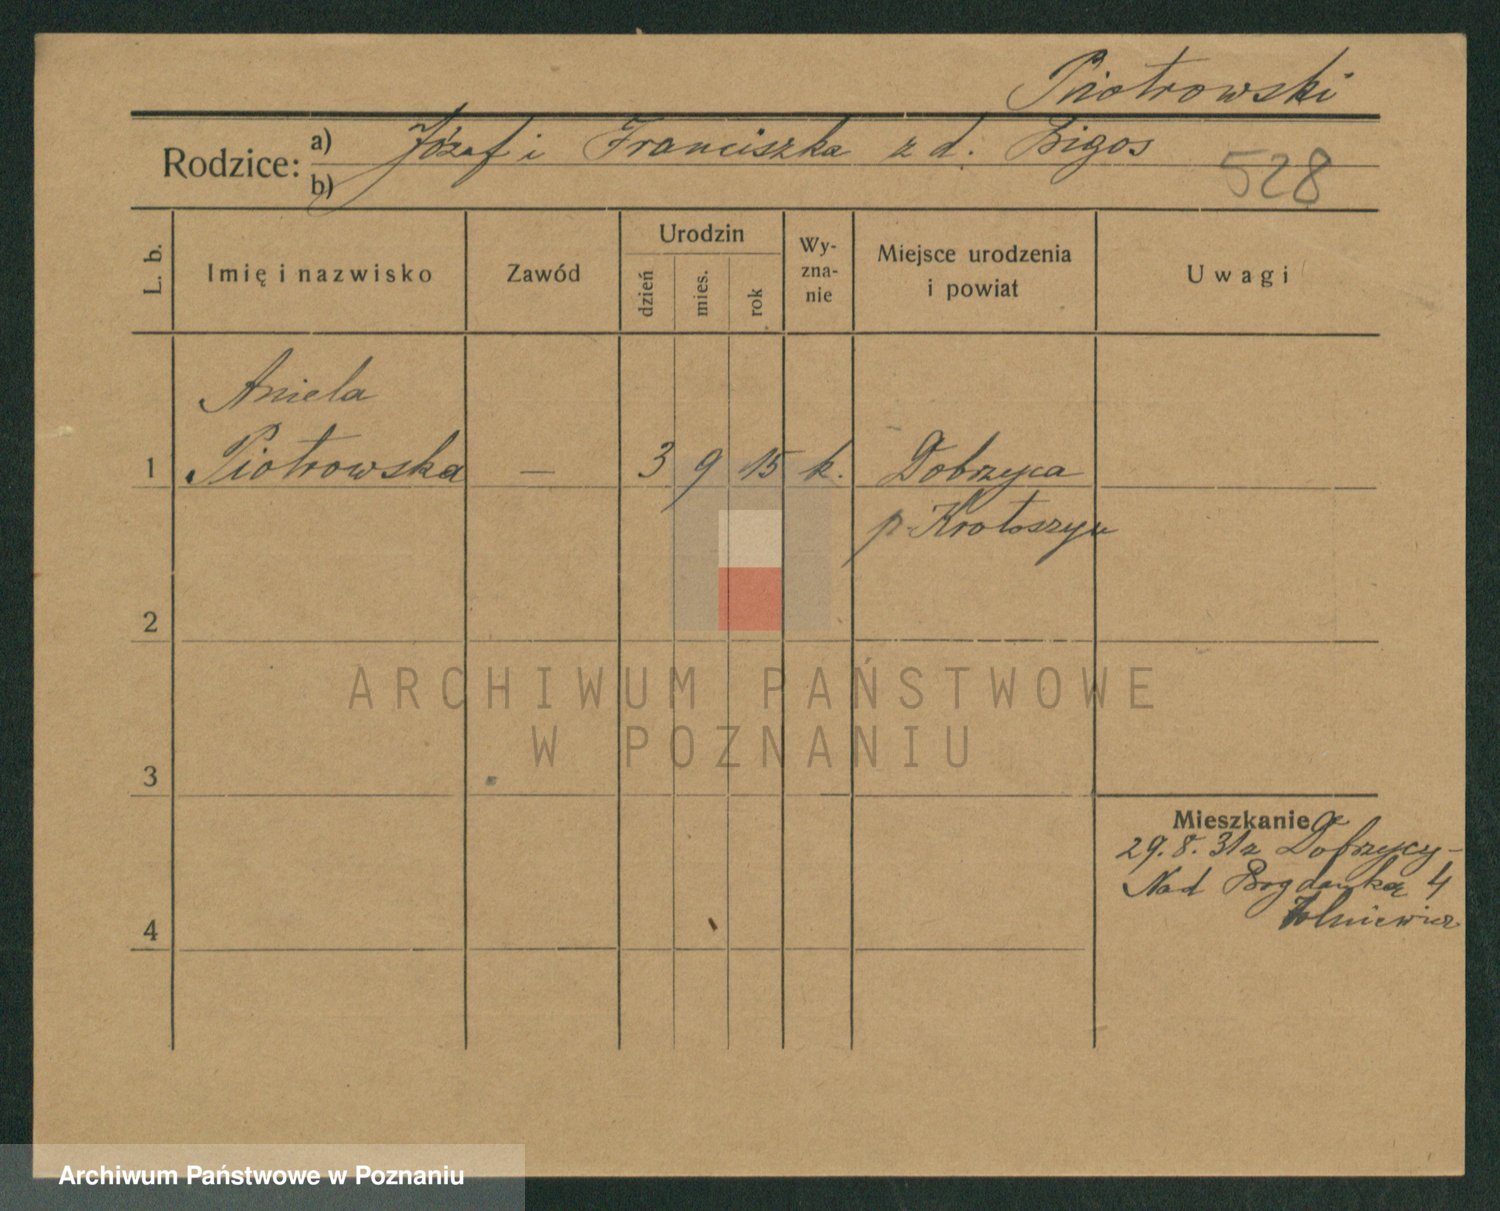 Piotrowski
Rodzice: a) Józef i Franciszka z d. Bigos
b)
528
L. b.
Imię i nazwisko
Zawód
Urodzin
dzień
mies.
rok
Wy-
zna-
nie
Miejsce urodzenia
i powiat
Uwagi
Aniela
1 Piotrowska — 3 9 15 k. Dobrzyca
p. Krotoszyn
2
ARCHIWUM PAŃSTWOWE
W POZNANIU
3
Mieszkanie
29.8.31 z Dobrzycy -
Nad Bogdanką 4
4
Archiwum Państwowe w Poznaniu